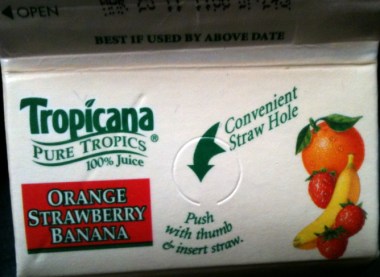 OPEN
BEST IF USED BY ABOVE DATE
Tropicana
PURE TROPICS®
100% Juice
ORANGE
STRAWBERRY
BANANA
Convenient
Straw Hole
Push
with thumb
& insert straw.